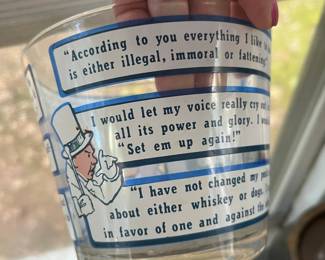 "According to you everything I like
is either illegal, immoral or fattening"
I would let my voice really cry out
all its power and glory. I would
"Set em up again!"
"I have not changed my
about either whiskey or dogs.
in favor of one and against the